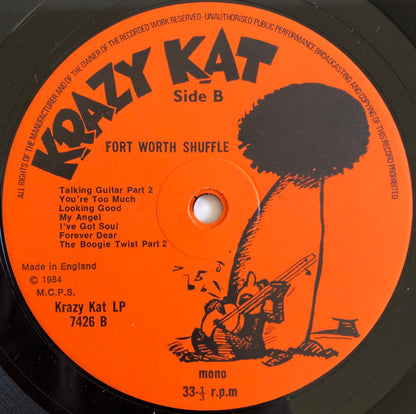 ALL RIGHTS OF THE MANUFACTURER AND OF THE OWNER OF THE RECORDED WORK RESERVED · UNAUTHORISED PUBLIC PERFORMANCE BROADCASTING AND COPYING OF THIS RECORD PROHIBITED
KRAZY KAT
Side B
FORT WORTH SHUFFLE
Talking Guitar Part 2
You're Too Much
Looking Good
My Angel
I've Got Soul
Forever Dear
The Boogie Twist Part 2
Made in England
© 1984
M.C.P.S.
Krazy Kat LP
7426 B
mono
33-1/3 r.p.m